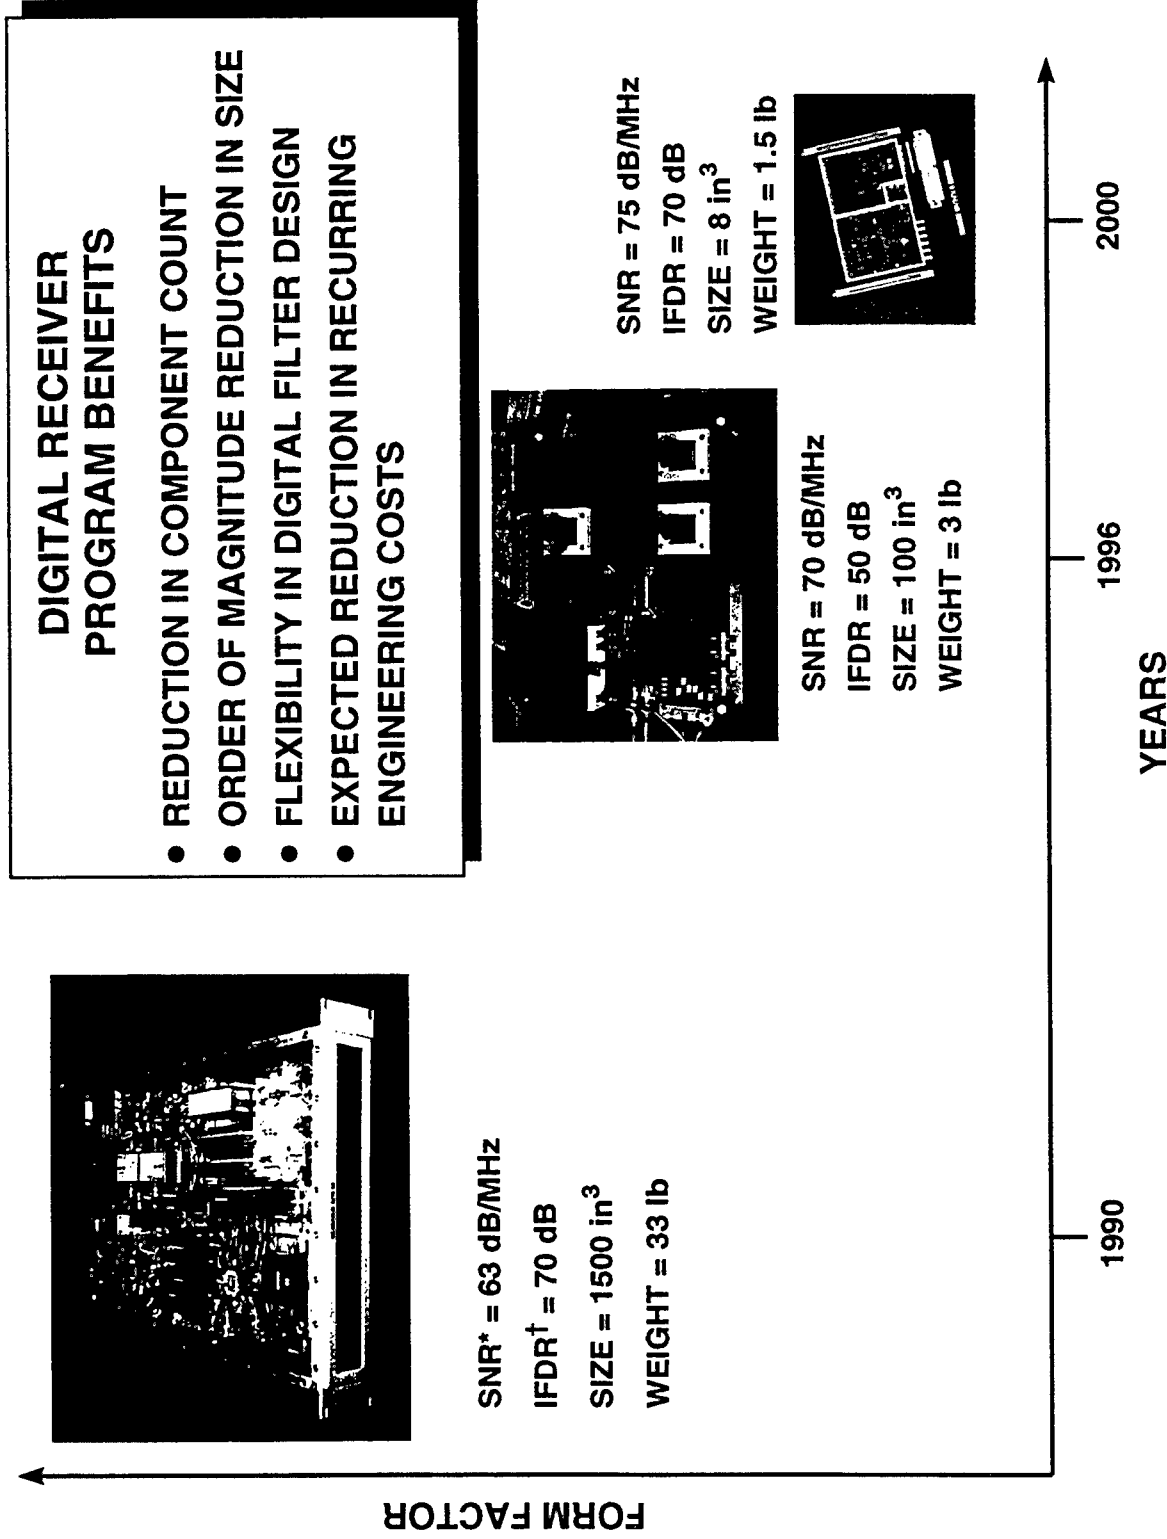 DIGITAL RECEIVER
PROGRAM BENEFITS
● REDUCTION IN COMPONENT COUNT
● ORDER OF MAGNITUDE REDUCTION IN SIZE
● FLEXIBILITY IN DIGITAL FILTER DESIGN
● EXPECTED REDUCTION IN RECURRING
ENGINEERING COSTS
SNR* = 63 dB/MHz
IFDR† = 70 dB
SIZE = 1500 in³
WEIGHT = 33 lb
SNR = 70 dB/MHz
IFDR = 50 dB
SIZE = 100 in³
WEIGHT = 3 lb
SNR = 75 dB/MHz
IFDR = 70 dB
SIZE = 8 in³
WEIGHT = 1.5 lb
FORM FACTOR
1990
1996
2000
YEARS